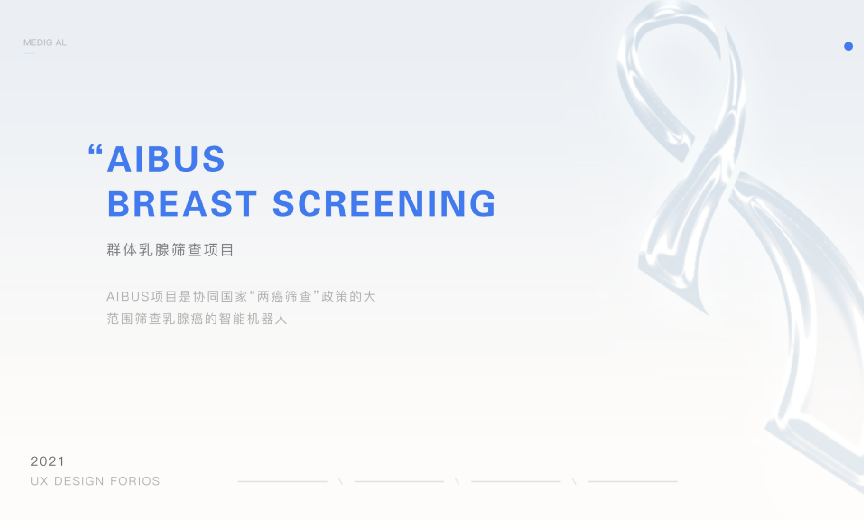 MEDIG AL
“AIBUS
BREAST SCREENING
群体乳腺筛查项目
AIBUS项目是协同国家“两癌筛查”政策的大
范围筛查乳腺癌的智能机器人
2021
UX DESIGN FORIOS